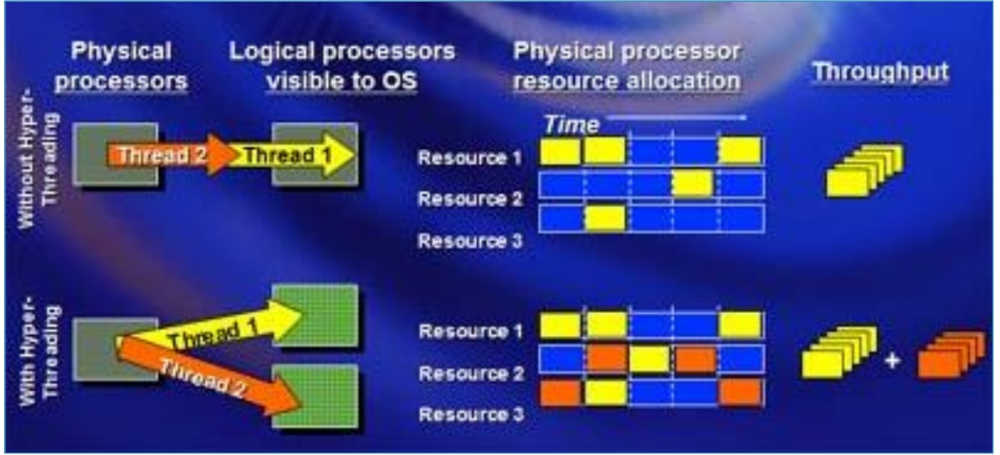 Physical
processors
Logical processors
visible to OS
Physical processor
resource allocation
Throughput
Without Hyper-
Threading
Thread 2
Thread 1
Time
Resource 1
Resource 2
Resource 3
With Hyper-
Threading
Thread 1
Thread 2
Resource 1
Resource 2
Resource 3
+